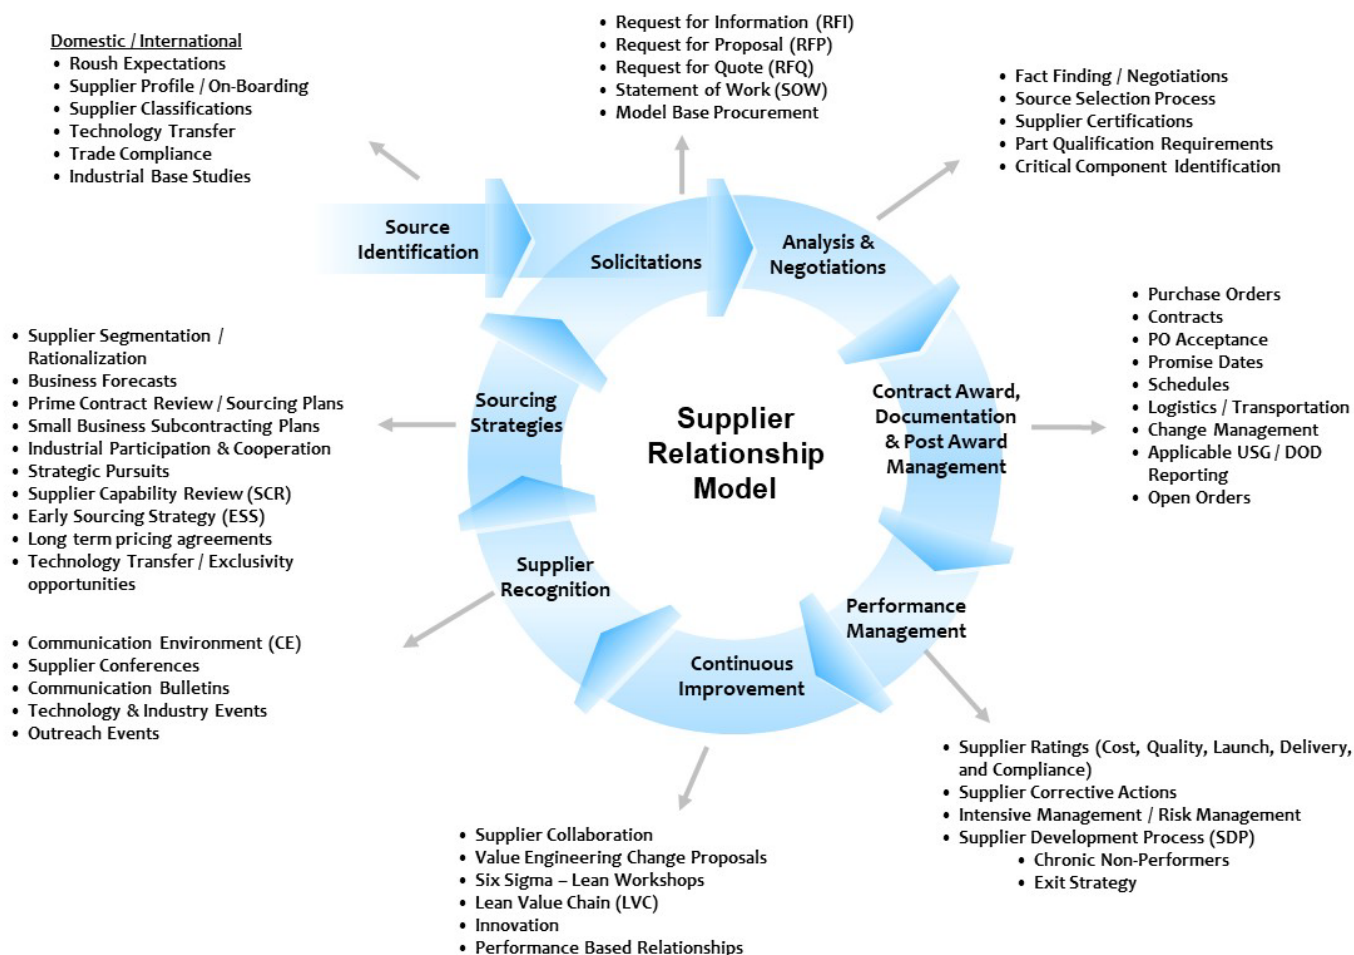 Domestic / International
• Roush Expectations
• Supplier Profile / On-Boarding
• Supplier Classifications
• Technology Transfer
• Trade Compliance
• Industrial Base Studies
• Request for Information (RFI)
• Request for Proposal (RFP)
• Request for Quote (RFQ)
• Statement of Work (SOW)
• Model Base Procurement
• Fact Finding / Negotiations
• Source Selection Process
• Supplier Certifications
• Part Qualification Requirements
• Critical Component Identification
Source
Identification
Solicitations
Analysis &
Negotiations
• Purchase Orders
• Contracts
• PO Acceptance
• Promise Dates
• Schedules
• Logistics / Transportation
• Change Management
• Applicable USG / DOD
Reporting
• Open Orders
Contract Award,
Documentation
& Post Award
Management
Supplier
Relationship
Model
Sourcing
Strategies
• Supplier Segmentation /
Rationalization
• Business Forecasts
• Prime Contract Review / Sourcing Plans
• Small Business Subcontracting Plans
• Industrial Participation & Cooperation
• Strategic Pursuits
• Supplier Capability Review (SCR)
• Early Sourcing Strategy (ESS)
• Long term pricing agreements
• Technology Transfer / Exclusivity
opportunities
Supplier
Recognition
Performance
Management
Continuous
Improvement
• Communication Environment (CE)
• Supplier Conferences
• Communication Bulletins
• Technology & Industry Events
• Outreach Events
• Supplier Ratings (Cost, Quality, Launch, Delivery,
and Compliance)
• Supplier Corrective Actions
• Intensive Management / Risk Management
• Supplier Development Process (SDP)
• Chronic Non-Performers
• Exit Strategy
• Supplier Collaboration
• Value Engineering Change Proposals
• Six Sigma – Lean Workshops
• Lean Value Chain (LVC)
• Innovation
• Performance Based Relationships